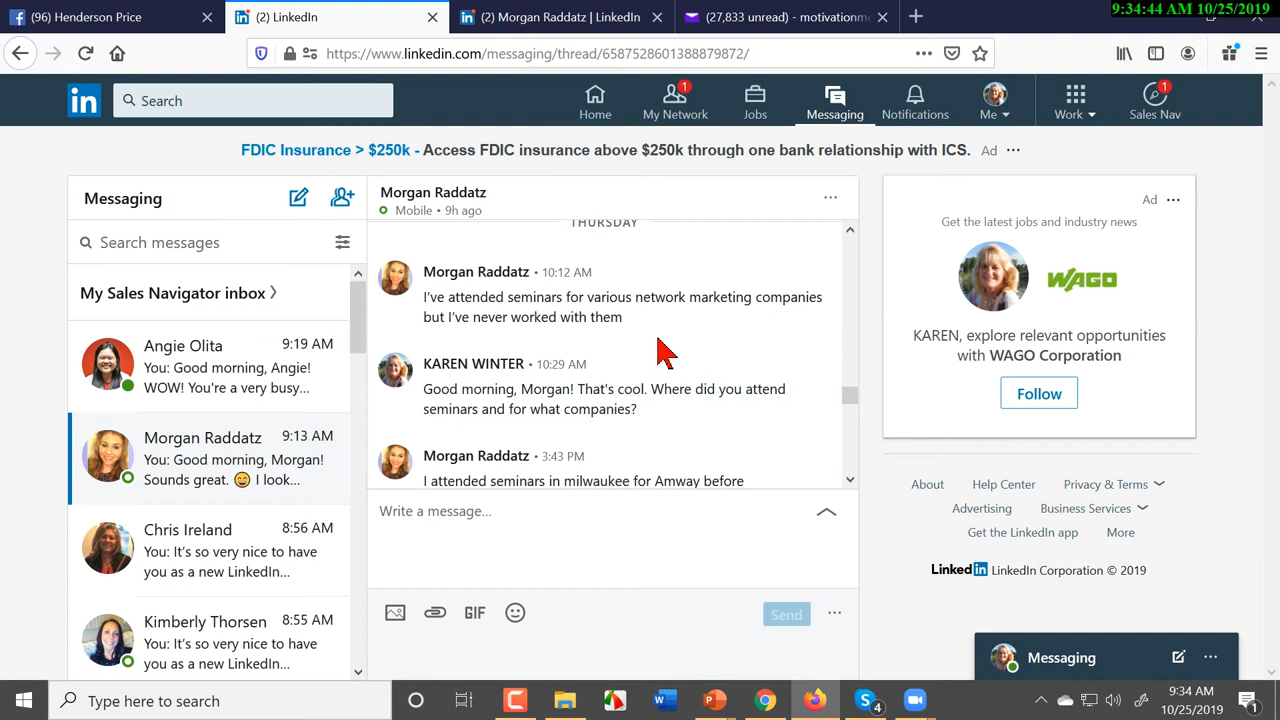 9:34:44 AM 10/25/2019
(96) Henderson Price
(2) LinkedIn
(2) Morgan Raddatz | LinkedIn
(27,833 unread) - motivationm
https://www.linkedin.com/messaging/thread/6587528601388879872/
in
Search
Home
1
My Network
Jobs
Messaging
Notifications
Me
Work
1
Sales Nav
FDIC Insurance > $250k - Access FDIC insurance above $250k through one bank relationship with ICS. Ad
Messaging
Search messages
My Sales Navigator inbox
Angie Olita 9:19 AM
You: Good morning, Angie!
WOW! You're a very busy...
Morgan Raddatz 9:13 AM
You: Good morning, Morgan!
Sounds great. 😄 I look...
Chris Ireland 8:56 AM
You: It's so very nice to have
you as a new LinkedIn...
Kimberly Thorsen 8:55 AM
You: It's so very nice to have
you as a new LinkedIn...
Morgan Raddatz
Mobile • 9h ago
THURSDAY
Morgan Raddatz • 10:12 AM
I've attended seminars for various network marketing companies
but I've never worked with them
KAREN WINTER • 10:29 AM
Good morning, Morgan! That's cool. Where did you attend
seminars and for what companies?
Morgan Raddatz • 3:43 PM
I attended seminars in milwaukee for Amway before
Write a message...
GIF
Send
Ad
Get the latest jobs and industry news
WAGO
KAREN, explore relevant opportunities
with WAGO Corporation
Follow
About Help Center Privacy & Terms
Advertising Business Services
Get the LinkedIn app More
Linked in LinkedIn Corporation © 2019
Messaging
Type here to search
4
9:34 AM
10/25/2019
1